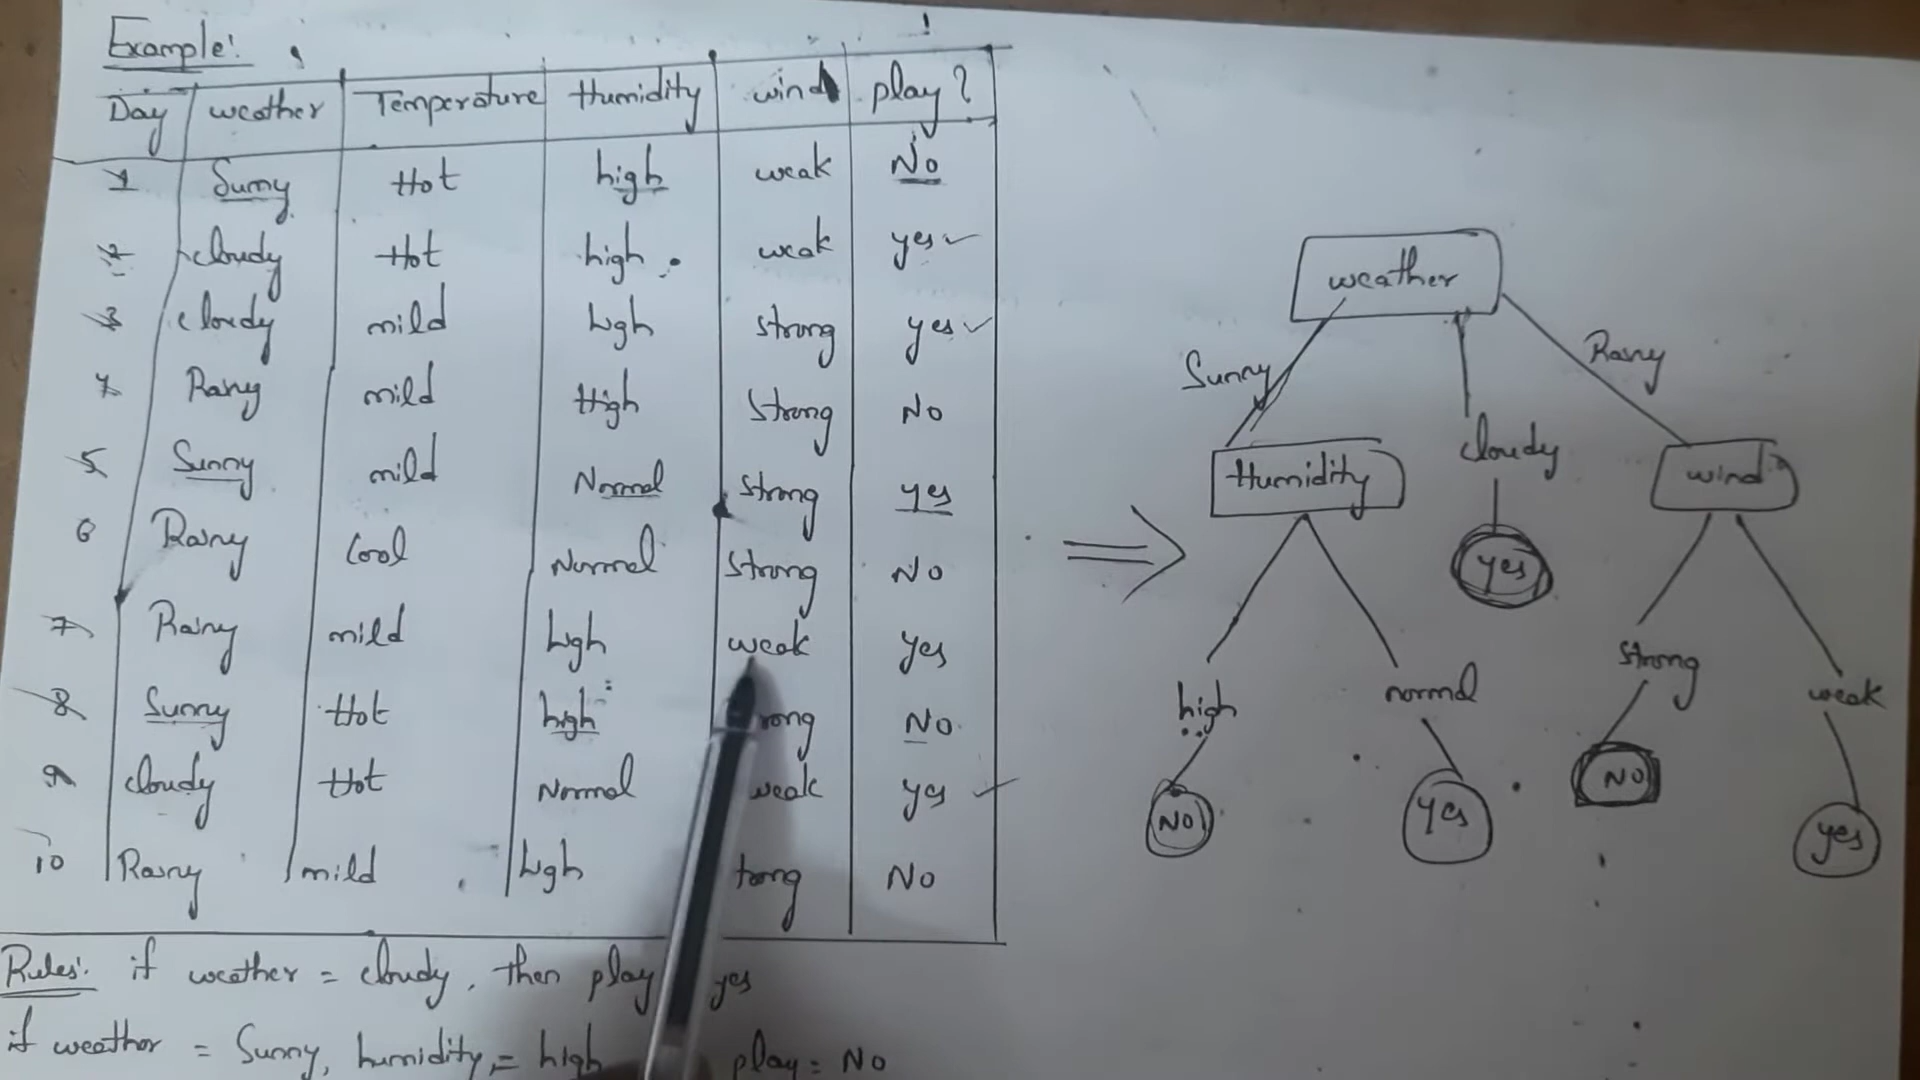 Example:
Day weather Temperature Humidity wind play?
1 Sunny Hot high weak No
2 cloudy Hot high weak yes
3 cloudy mild high strong yes
4 Rainy mild High Strong No
5 Sunny mild Normal Strong yes
6 Rainy Cool Normal Strong No
7 Rainy mild high weak yes
8 Sunny Hot high rong No
9 cloudy Hot Normal weak yes
10 Rainy mild high trong No
Rules: if weather = cloudy, then play yes
if weather = Sunny, humidity = high play = No
weather
Sunny
cloudy
Rainy
Humidity
yes
wind
high
normal
strong
weak
NO
yes
NO
yes